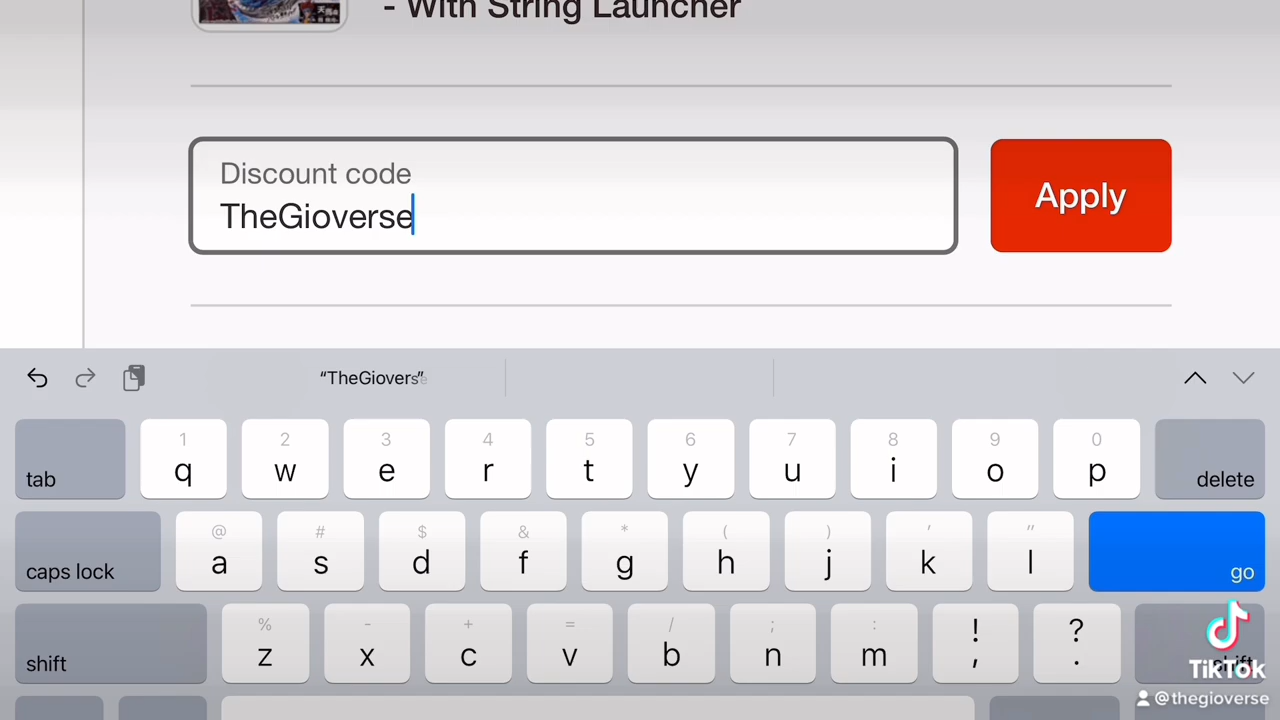 - With String Launcher
Discount code
TheGioverse
Apply
“TheGiovers”
tab
1 2 3 4 5 6 7 8 9 0
q w e r t y u i o p
delete
@ # $ & * ( ) ' "
caps lock
a s d f g h j k l
go
% - + = / ; : ! ?
shift
z x c v b n m , .
shift
TikTok
@thegioverse